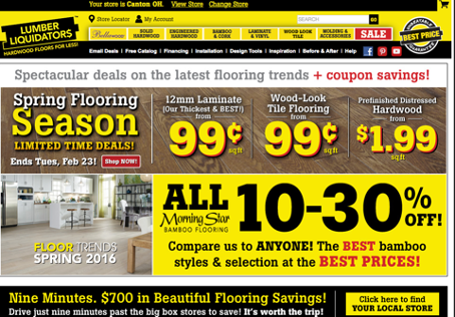 Your store is Canton OH. View Store Change Store
LUMBER LIQUIDATORS
HARDWOOD FLOORS FOR LESS!
Store Locator My Account
SEARCH GO
Bellawood SOLID HARDWOOD ENGINEERED HARDWOOD BAMBOO & CORK LAMINATE & VINYL WOOD LOOK TILE MOLDING & ACCESSORIES SALE
BEST PRICE
Email Deals | Free Catalog | Financing | Installation | Design Tools | Inspiration | Before & After | Help
Spectacular deals on the latest flooring trends + coupon savings!
Spring Flooring
Season
LIMITED TIME DEALS!
Ends Tues, Feb 23! Shop NOW!
12mm Laminate
(Our Thickest & BEST!)
from
99¢
sq ft
Wood-Look
Tile Flooring
from
99¢
sq ft
Prefinished Distressed
Hardwood
from
$1.99
sq ft
FLOOR TRENDS
SPRING 2016
ALL
Morning Star
BAMBOO FLOORING
10-30% OFF!
Compare us to ANYONE! The BEST bamboo
styles & selection at the BEST PRICES!
Nine Minutes. $700 in Beautiful Flooring Savings!
Drive just nine minutes past the big box stores to save! It's worth the trip!
Click here to find
YOUR LOCAL STORE